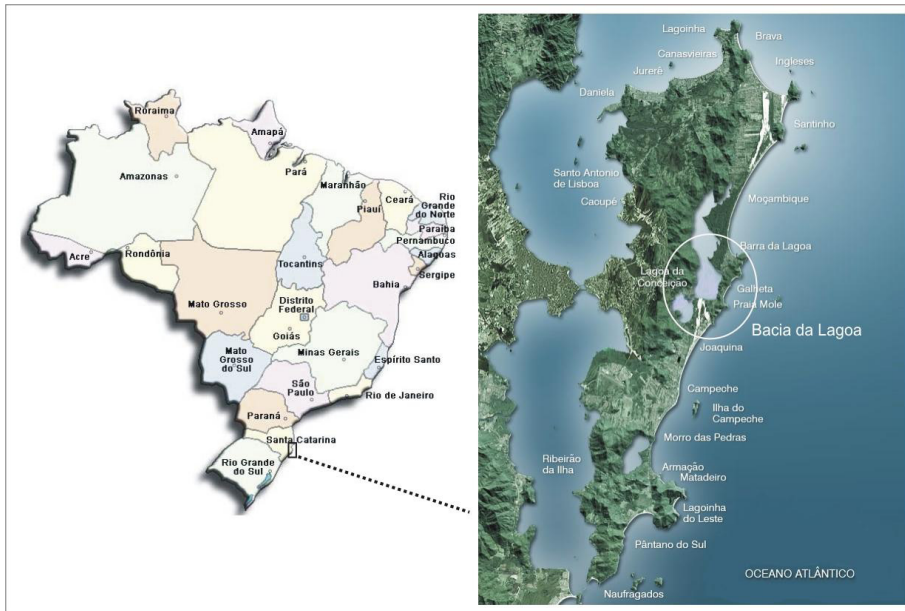 Roraima
Amapá
Amazonas
Pará
Maranhão
Ceará
Rio
Grande
do Norte
Piauí
Paraíba
Pernambuco
Alagoas
Acre
Rondônia
Tocantins
Sergipe
Bahia
Mato Grosso
Distrito
Federal
Goiás
Mato
Grosso
do Sul
Minas Gerais
Espírito Santo
São
Paulo
Rio de Janeiro
Paraná
Santa Catarina
Rio Grande
do Sul
Lagoinha
Brava
Canasvieiras
Jurerê
Ingleses
Daniela
Santinho
Santo Antonio
de Lisboa
Caoupé
Moçambique
Barra da Lagoa
Lagoa da
Conceição
Galheta
Praia Mole
Bacia da Lagoa
Joaquina
Campeche
Ilha do
Campeche
Morro das Pedras
Ribeirão
da Ilha
Armação
Matadeiro
Lagoinha
do Leste
Pântano do Sul
OCEANO ATLÂNTICO
Naufragados